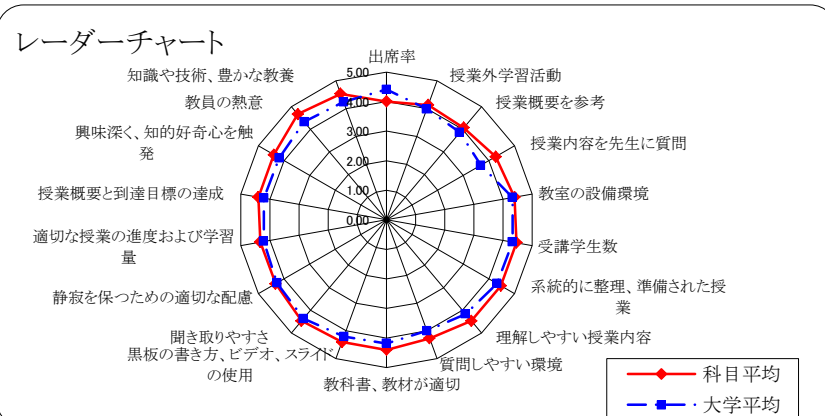 レーダーチャート
出席率
授業外学習活動
授業概要を参考
授業内容を先生に質問
教室の設備環境
受講学生数
系統的に整理、準備された授
業
理解しやすい授業内容
質問しやすい環境
教科書、教材が適切
黒板の書き方、ビデオ、スライド
の使用
聞き取りやすさ
静寂を保つための適切な配慮
適切な授業の進度および学習
量
授業概要と到達目標の達成
興味深く、知的好奇心を触
発
教員の熱意
知識や技術、豊かな教養
5.00
4.00
3.00
2.00
1.00
0.00
科目平均
大学平均